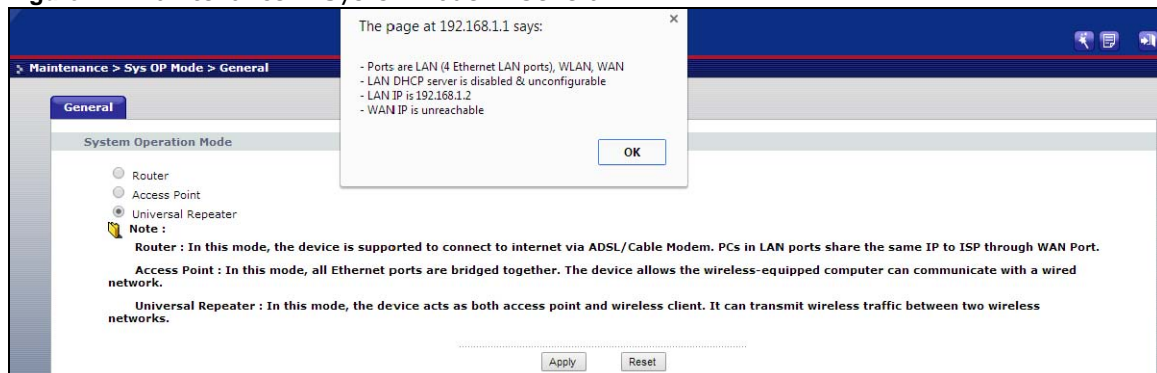 The page at 192.168.1.1 says:
- Ports are LAN (4 Ethernet LAN ports), WLAN, WAN
- LAN DHCP server is disabled & unconfigurable
- LAN IP is 192.168.1.2
- WAN IP is unreachable
OK
Maintenance > Sys OP Mode > General
General
System Operation Mode
Router
Access Point
Universal Repeater
Note :
Router : In this mode, the device is supported to connect to internet via ADSL/Cable Modem. PCs in LAN ports share the same IP to ISP through WAN Port.
Access Point : In this mode, all Ethernet ports are bridged together. The device allows the wireless-equipped computer can communicate with a wired
network.
Universal Repeater : In this mode, the device acts as both access point and wireless client. It can transmit wireless traffic between two wireless
networks.
Apply
Reset